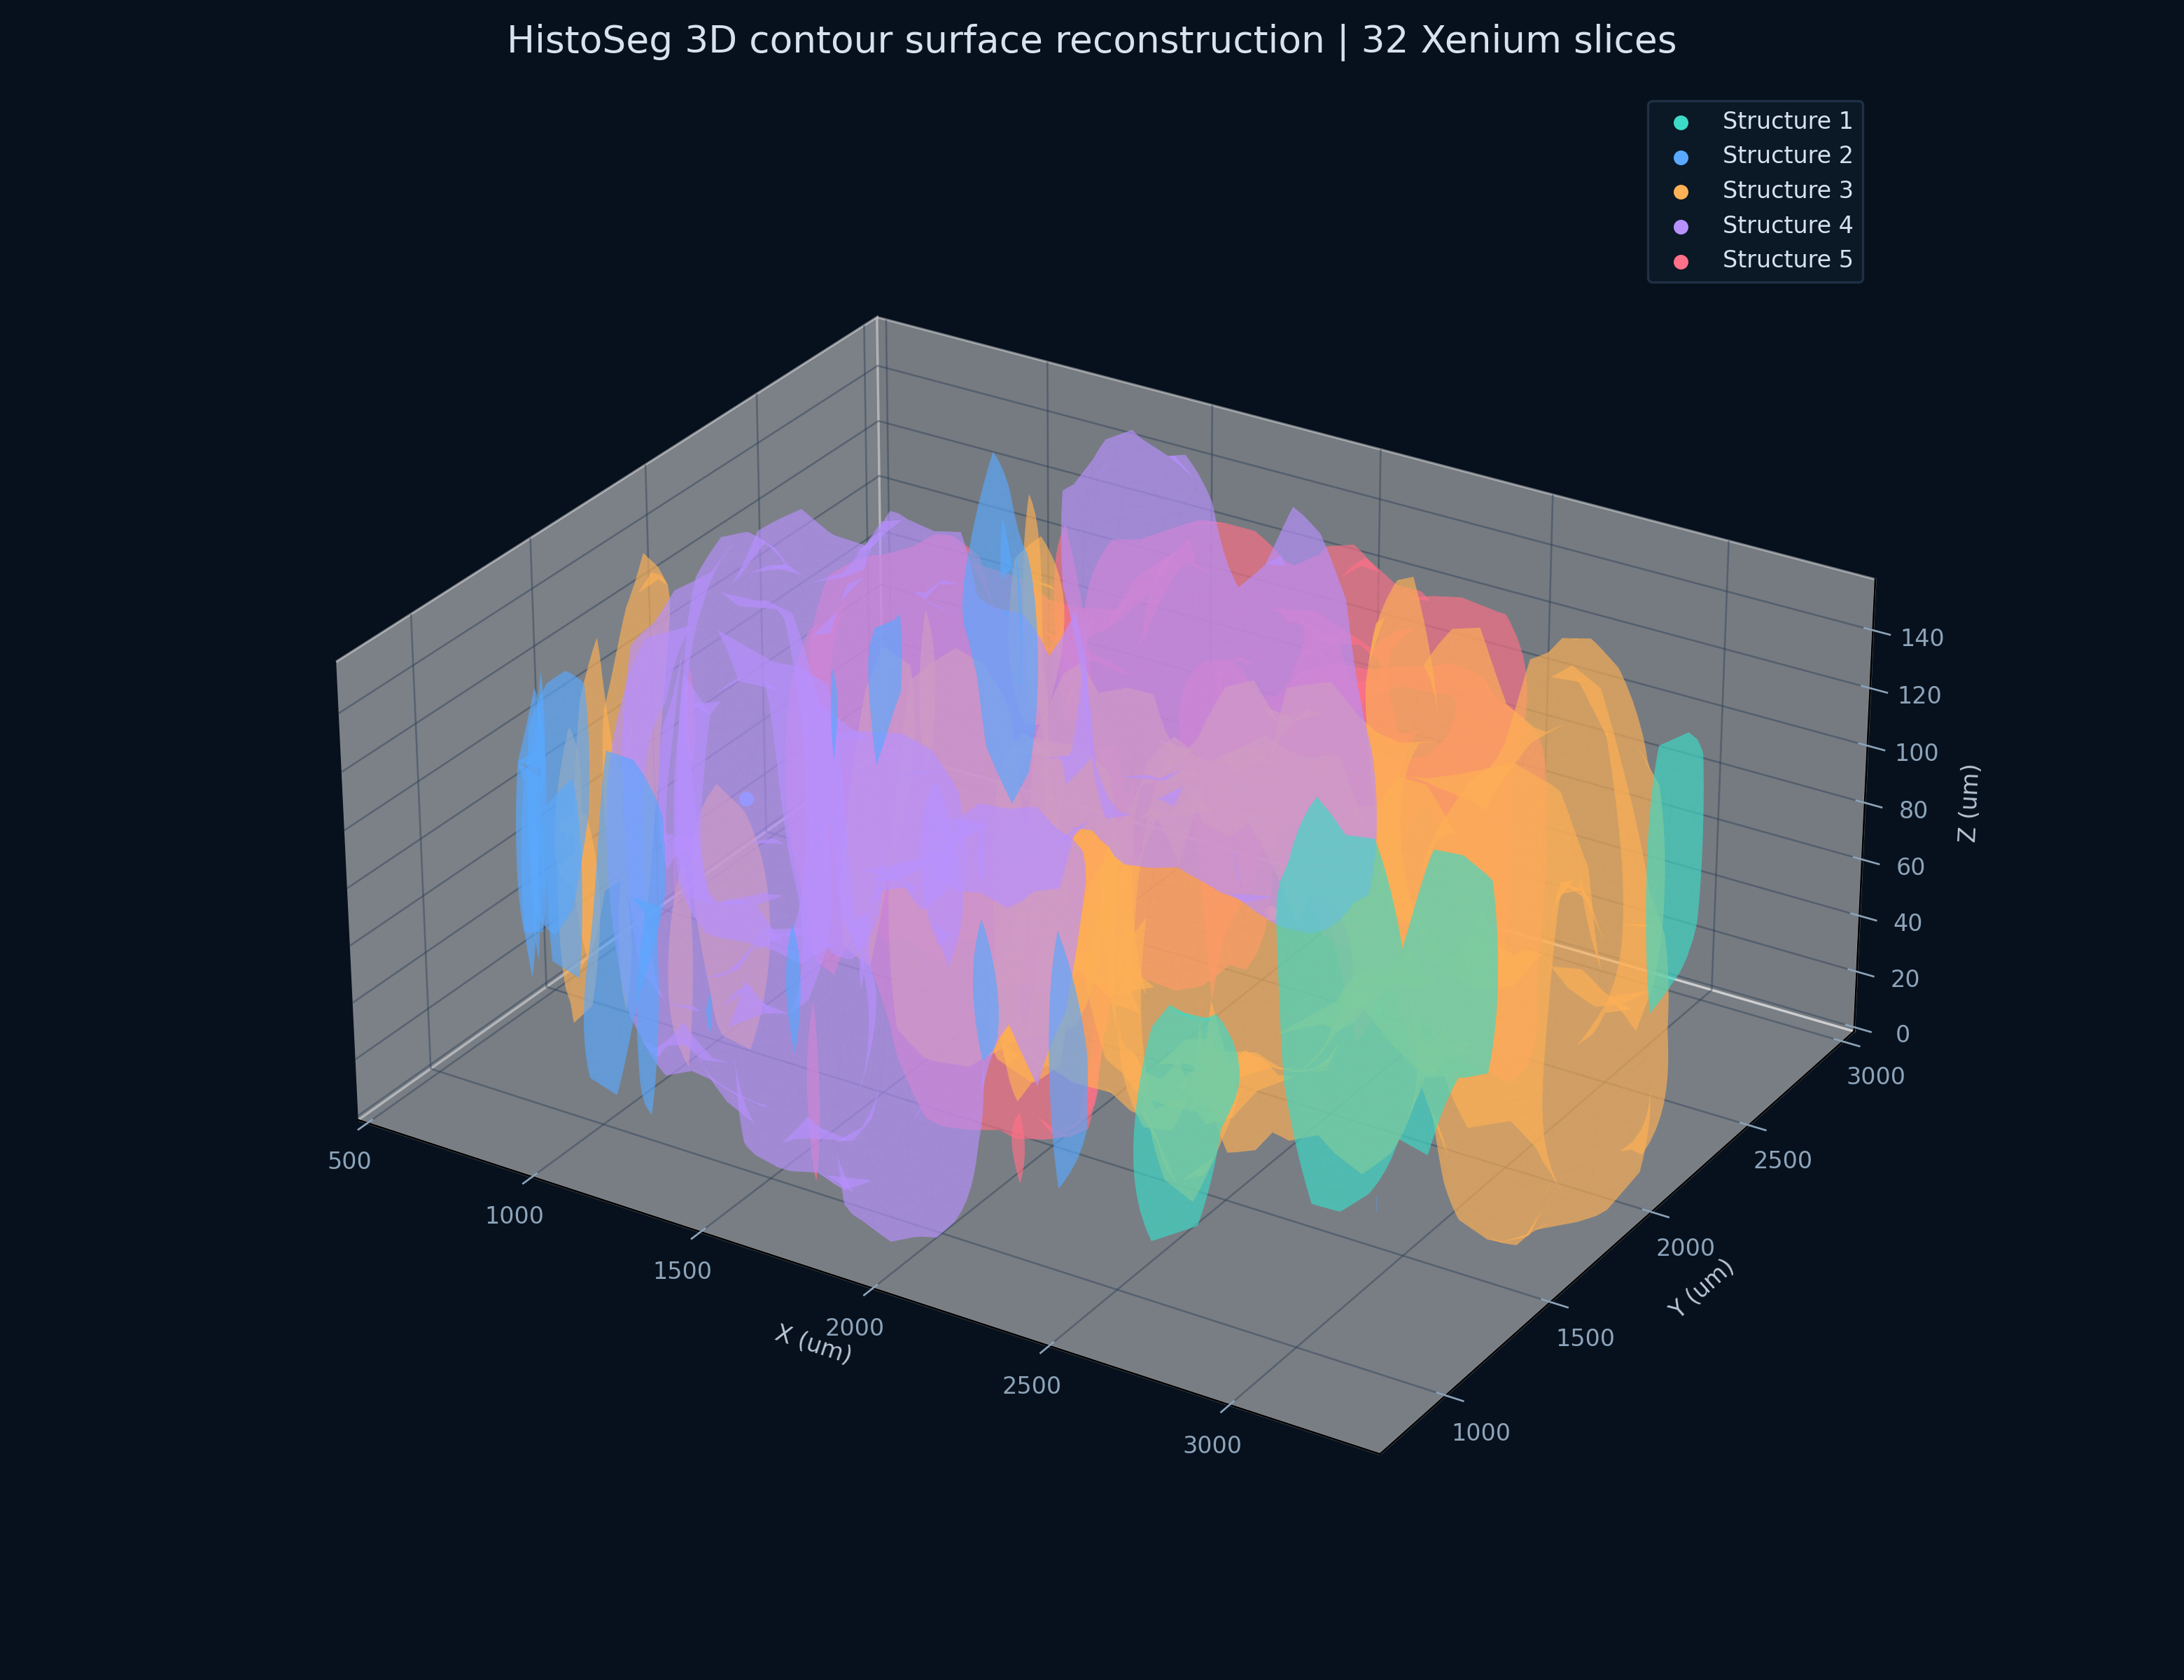 HistoSeg 3D contour surface reconstruction | 32 Xenium slices
Structure 1
Structure 2
Structure 3
Structure 4
Structure 5
140
120
100
80
60
40
20
0
Z (um)
3000
2500
2000
1500
1000
Y (um)
500
1000
1500
2000
2500
3000
X (um)